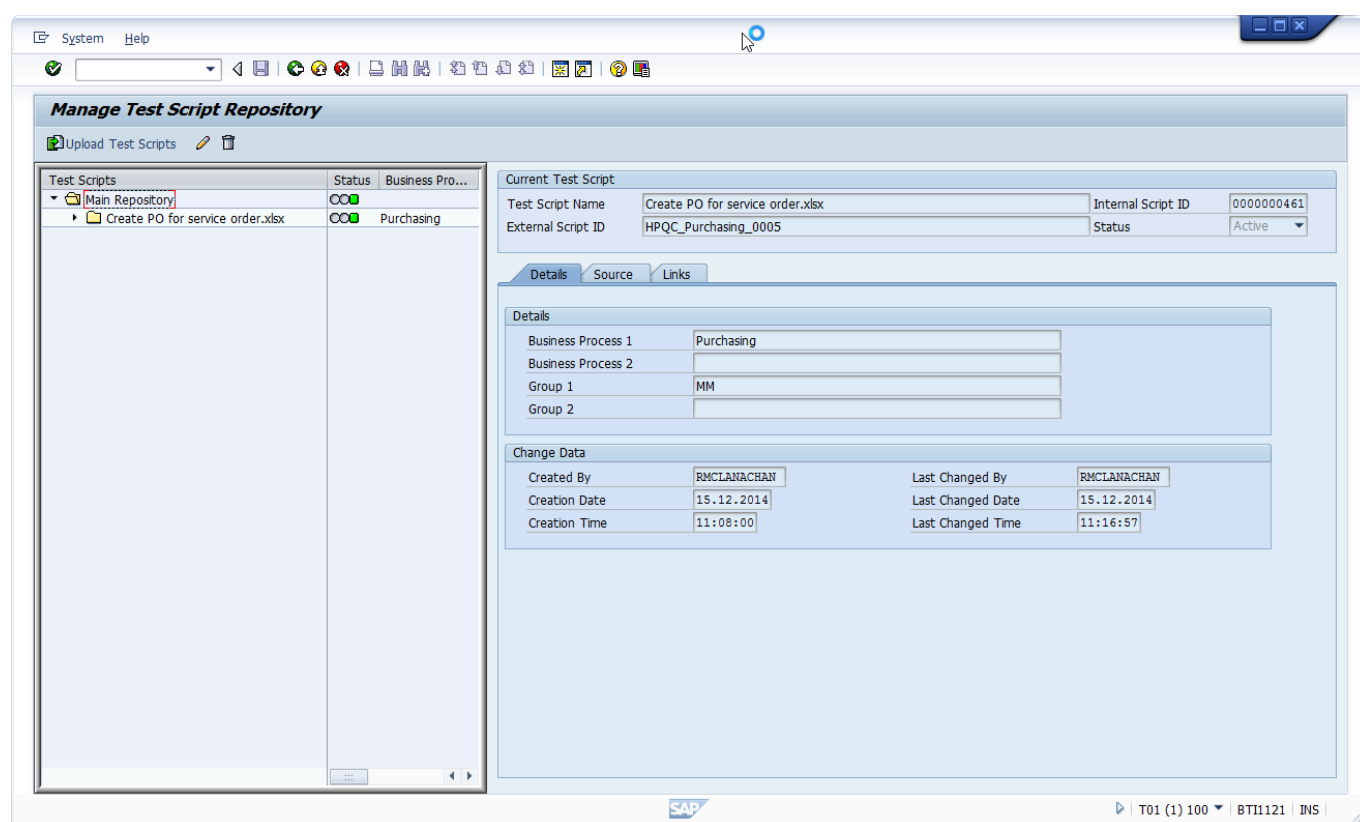 System Help
Manage Test Script Repository
Upload Test Scripts
Test Scripts Status Business Pro...
Main Repository
Create PO for service order.xlsx Purchasing
Current Test Script
Test Script Name Create PO for service order.xlsx Internal Script ID 0000000461
External Script ID HPQC_Purchasing_0005 Status Active
Details Source Links
Details
Business Process 1 Purchasing
Business Process 2
Group 1 MM
Group 2
Change Data
Created By RMCLANACHAN Last Changed By RMCLANACHAN
Creation Date 15.12.2014 Last Changed Date 15.12.2014
Creation Time 11:08:00 Last Changed Time 11:16:57
SAP T01 (1) 100 BTI1121 INS